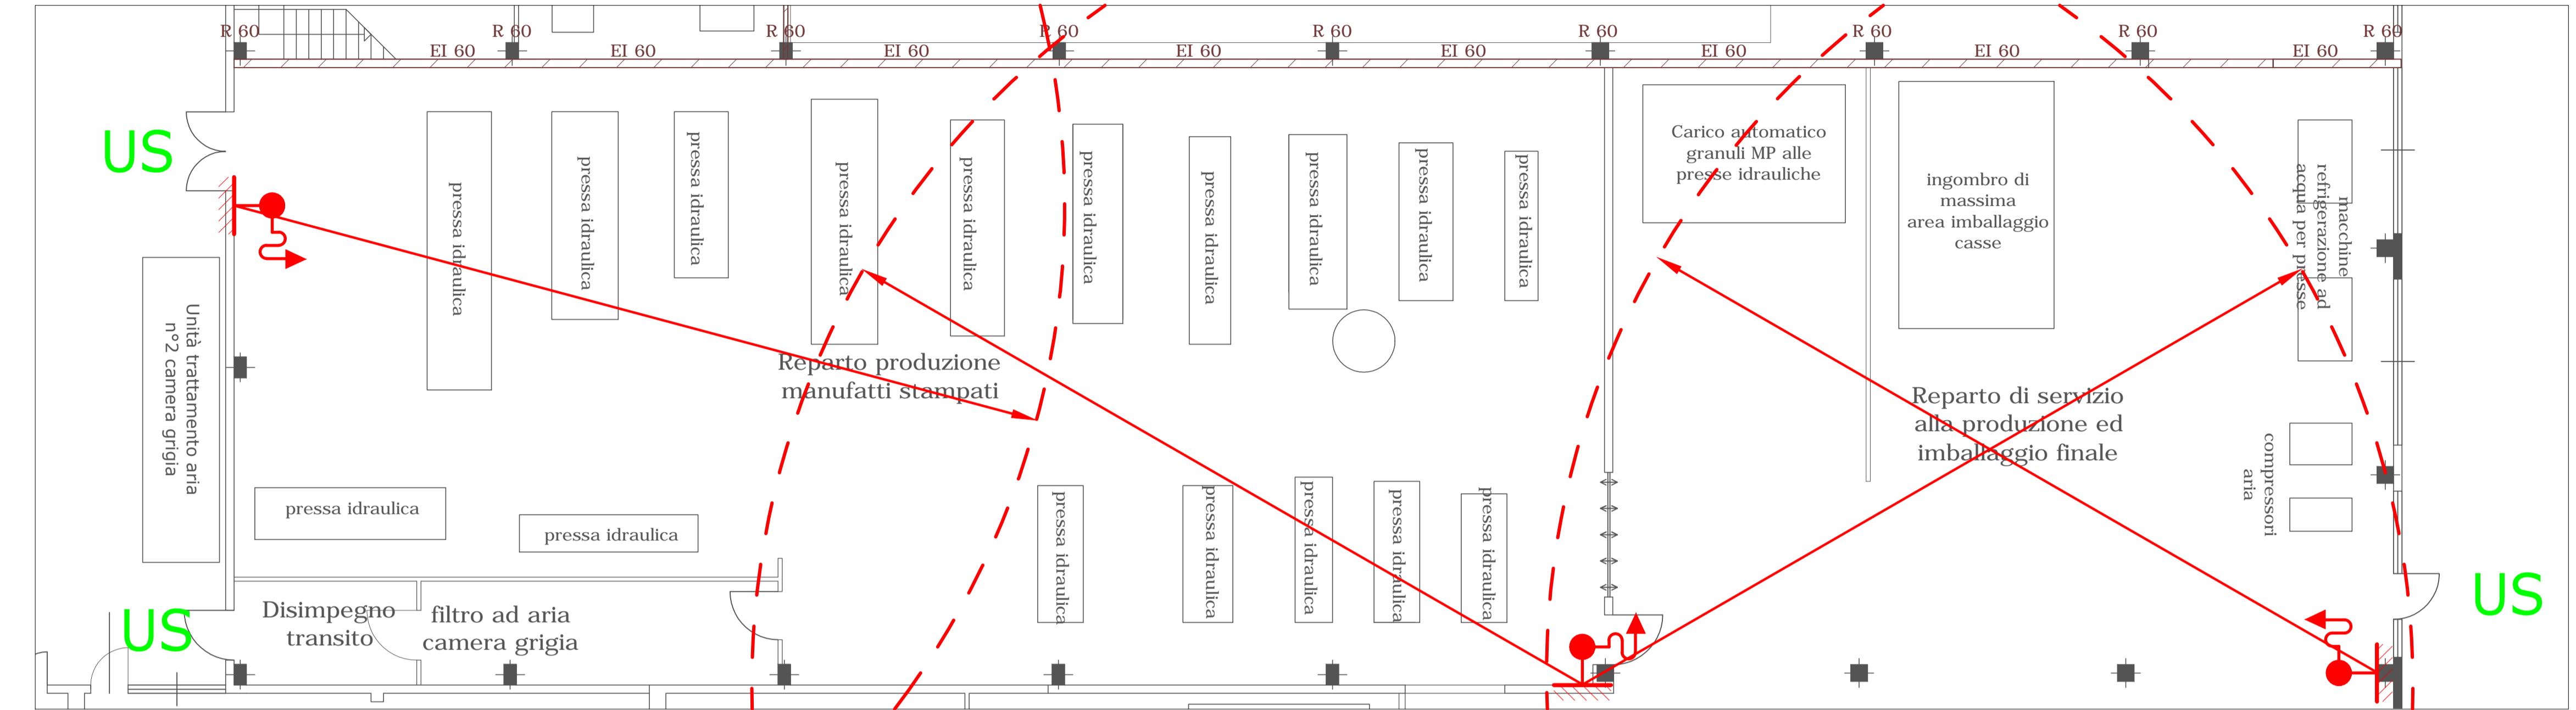 R 60
R 60
R 60
R 60
R 60
R 60
R 60
R 60
R 60
EI 60
EI 60
EI 60
EI 60
EI 60
EI 60
EI 60
EI 60
US
pressa idraulica
pressa idraulica
pressa idraulica
pressa idraulica
pressa idraulica
pressa idraulica
pressa idraulica
pressa idraulica
pressa idraulica
pressa idraulica
Carico automatico
granuli MP alle
presse idrauliche
ingombro di
massima
area imballaggio
casse
macchine
refrigerazione ad
acqua per presse
Unità trattamento aria
n°2 camera grigia
Reparto produzione
manufatti stampati
Reparto di servizio
alla produzione ed
imballaggio finale
compressori
aria
pressa idraulica
pressa idraulica
pressa idraulica
pressa idraulica
pressa idraulica
pressa idraulica
pressa idraulica
US
Disimpegno
transito
filtro ad aria
camera grigia
US